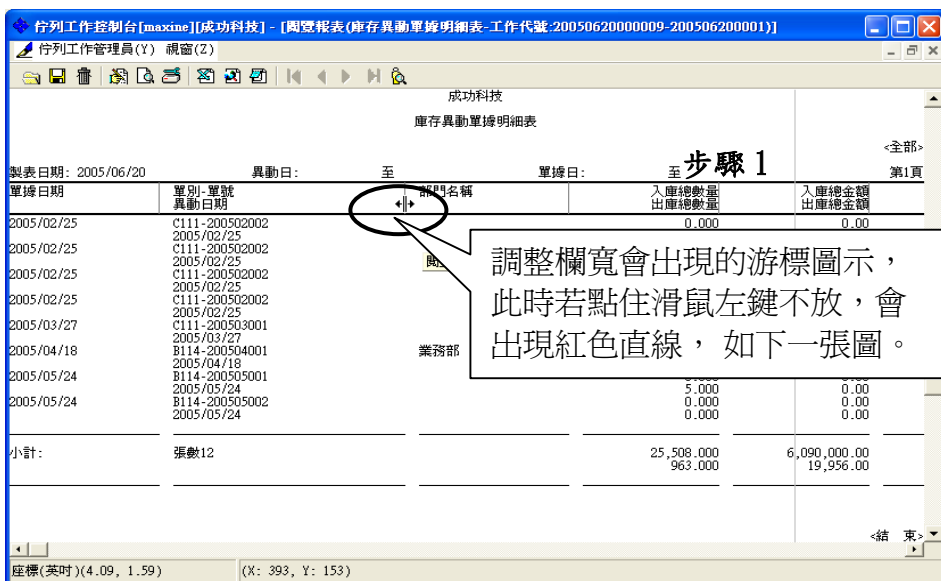 佇列工作控制台[maxine][成功科技] - [閱覽報表(庫存異動單據明細表-工作代號:20050620000009-200506200001)]
佇列工作管理員(Y) 視窗(Z)
成功科技
庫存異動單據明細表
<全部>
製表日期: 2005/06/20 異動日: 至 單據日: 至 第1頁
步驟 1
單據日期 單別-單號 部門名稱 入庫總數量 入庫總金額
異動日期 出庫總數量 出庫總金額
2005/02/25 C111-200502002 0.000 0.00
2005/02/25
2005/02/25 C111-200502002
2005/02/25
2005/02/25 C111-200502002
2005/02/25
2005/02/25 C111-200502002
2005/02/25
2005/03/27 C111-200503001
2005/03/27
2005/04/18 B114-200504001 業務部
2005/04/18
2005/05/24 B114-200505001
2005/05/24 5.000 0.00
2005/05/24 B114-200505002 0.000 0.00
2005/05/24 0.000 0.00
調整欄寬會出現的游標圖示，
此時若點住滑鼠左鍵不放，會
出現紅色直線， 如下一張圖。
小計: 張數12 25,508.000 6,090,000.00
963.000 19,956.00
<結 束>
座標(英吋)(4.09, 1.59) (X: 393, Y: 153)